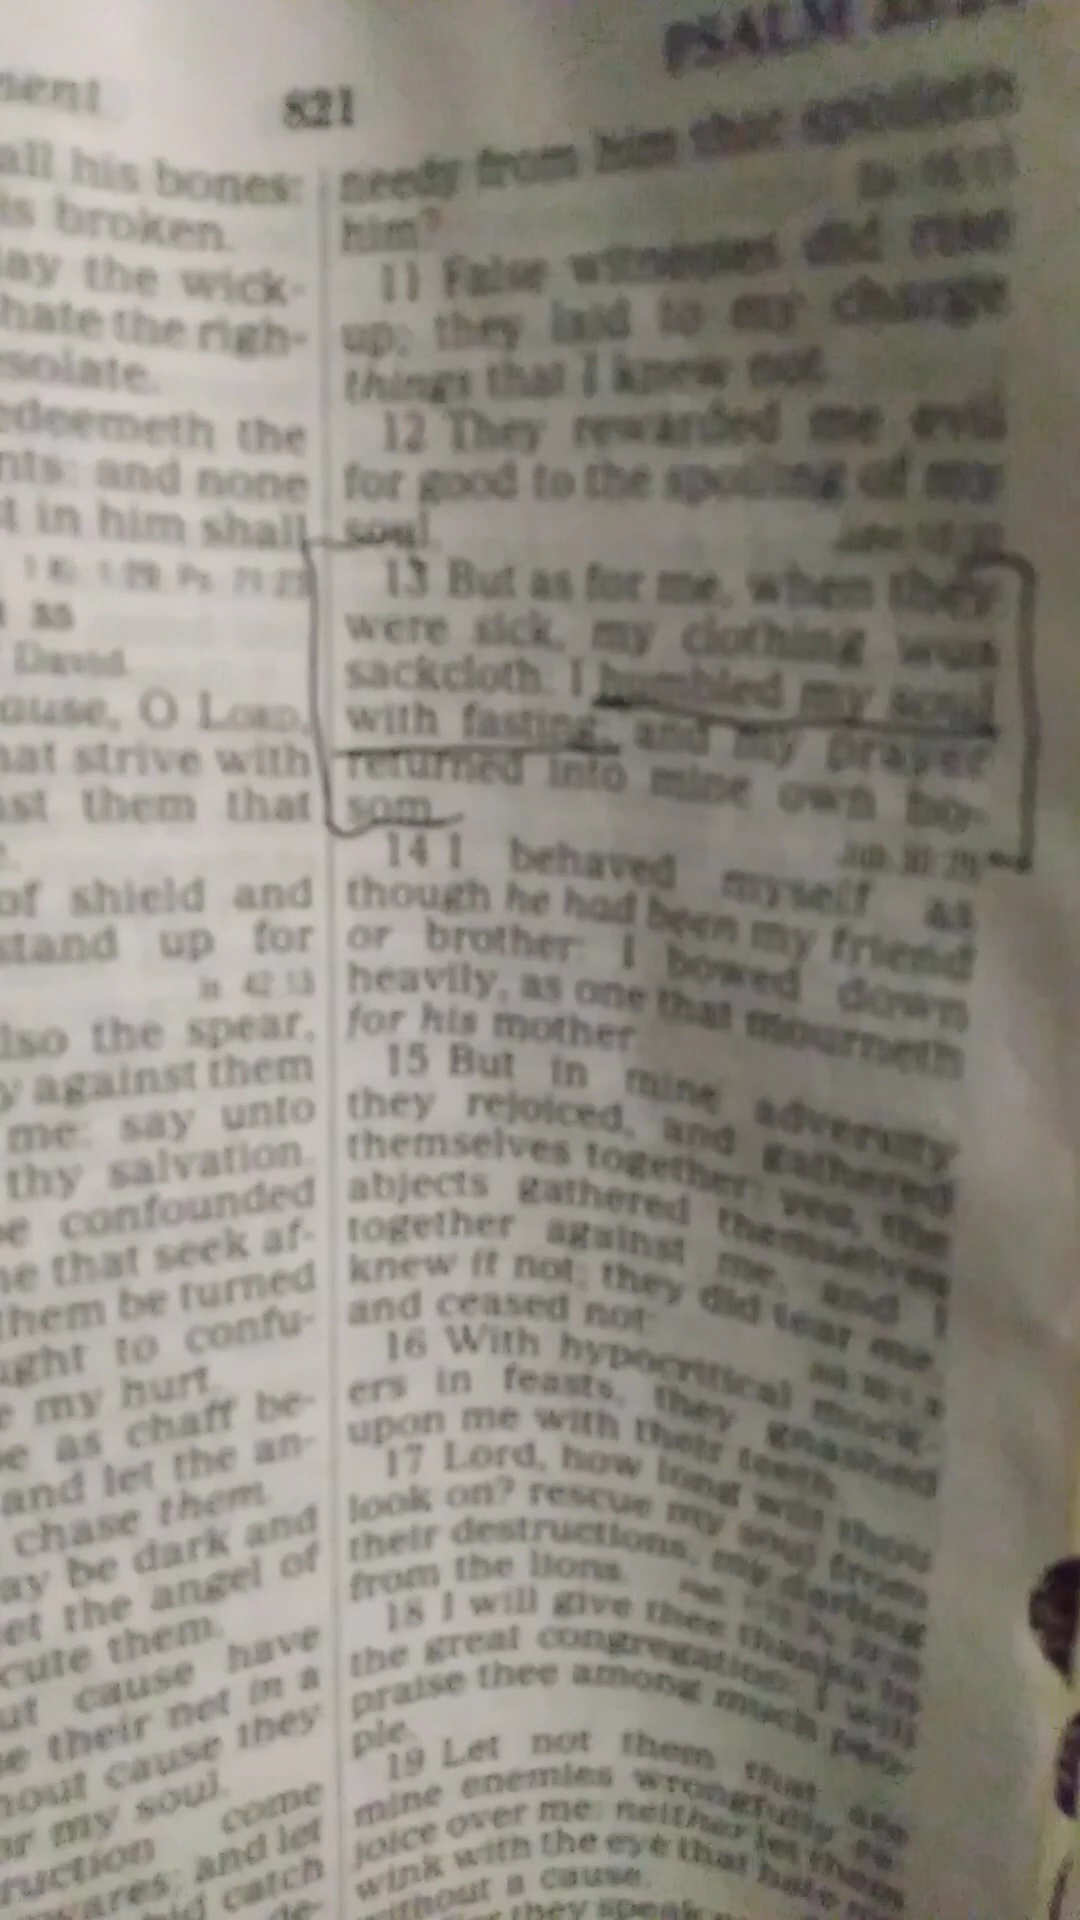 ment 821 PSALM
all his bones:
is broken.
lay the wick-
hate the righ-
solate.
edeemeth the
nts: and none
t in him shall
David.
ause, O LORD,
hat strive with
ast them that
of shield and
stand up for
lso the spear,
y against them
me: say unto
thy salvation.
e confounded
he that seek af-
them be turned
ught to confu-
e my hurt.
e as chaff be-
and let the an-
chase them.
ay be dark and
et the angel of
cute them.
ut cause have
e their net in a
hout cause they
or my soul.
ruction come
wares; and let
hid catch
de-
needy from him that spoileth
him?
11 False witnesses did rise
up; they laid to my charge
things that I knew not.
12 They rewarded me evil
for good to the spoiling of my
soul.
13 But as for me, when they
were sick, my clothing was
sackcloth: I humbled my soul
with fasting; and my prayer
returned into mine own bo-
som.
14 I behaved myself as
though he had been my friend
or brother: I bowed down
heavily, as one that mourneth
for his mother.
15 But in mine adversity
they rejoiced, and gathered
themselves together: yea, the
abjects gathered themselves
together against me, and I
knew it not; they did tear me,
and ceased not:
16 With hypocritical mock-
ers in feasts, they gnashed
upon me with their teeth.
17 Lord, how long wilt thou
look on? rescue my soul from
their destructions, my darling
from the lions.
18 I will give thee thanks in
the great congregation: I will
praise thee among much peo-
ple.
19 Let not them that are
mine enemies wrongfully re-
joice over me: neither let them
wink with the eye that hate me
without a cause.
they speak